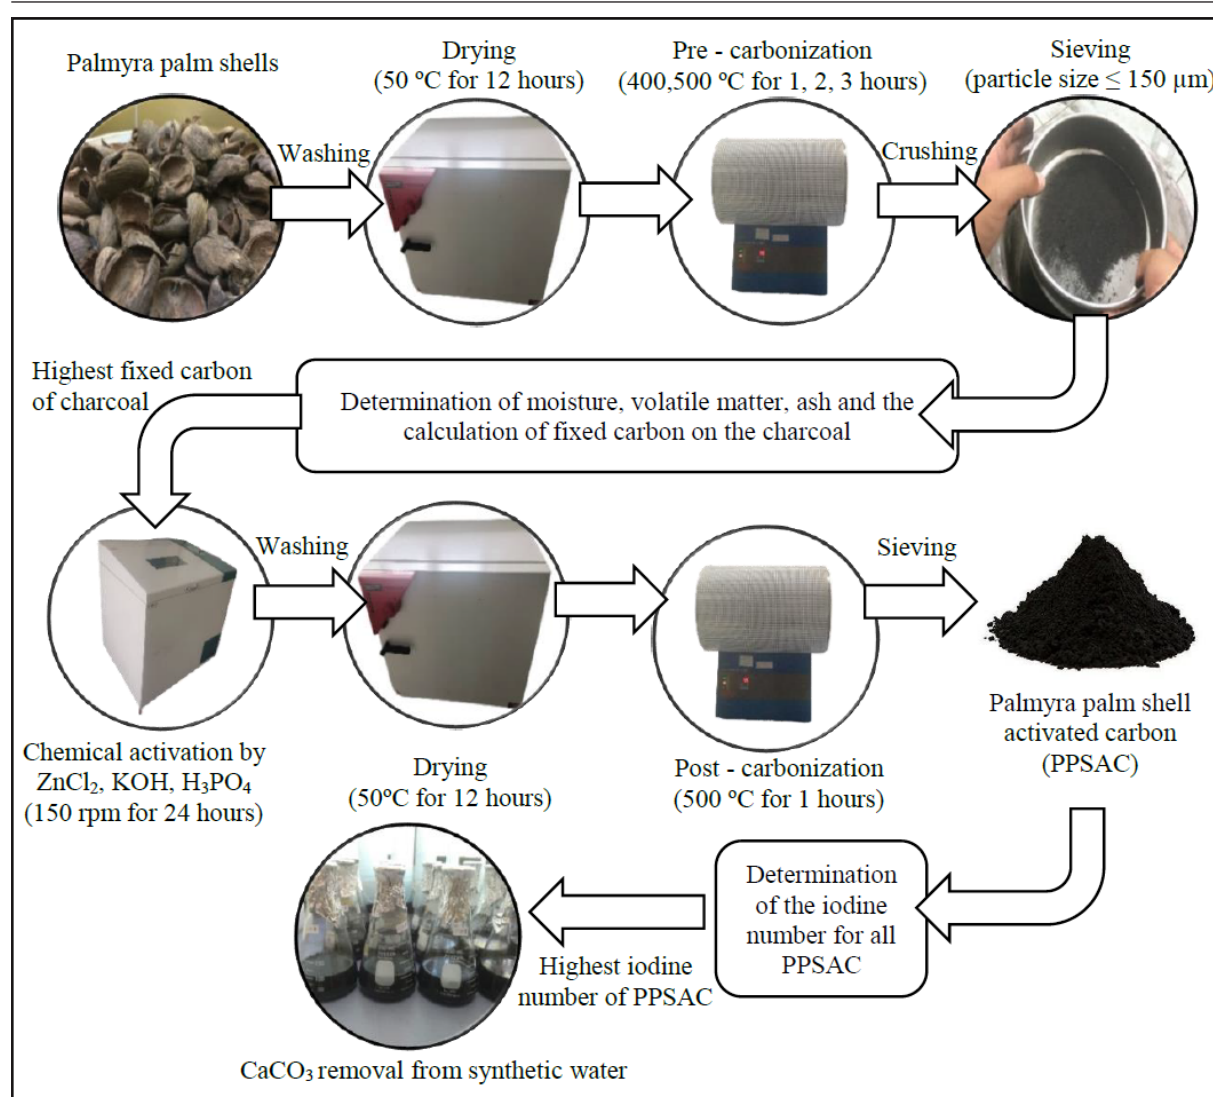 Palmyra palm shells
Washing
Drying
(50 ºC for 12 hours)
Pre - carbonization
(400,500 ºC for 1, 2, 3 hours)
Crushing
Sieving
(particle size ≤ 150 µm)
Determination of moisture, volatile matter, ash and the
calculation of fixed carbon on the charcoal
Highest fixed carbon
of charcoal
Chemical activation by
ZnCl₂, KOH, H₃PO₄
(150 rpm for 24 hours)
Washing
Drying
(50ºC for 12 hours)
Post - carbonization
(500 ºC for 1 hours)
Sieving
Palmyra palm shell
activated carbon
(PPSAC)
Determination
of the iodine
number for all
PPSAC
Highest iodine
number of PPSAC
CaCO₃ removal from synthetic water